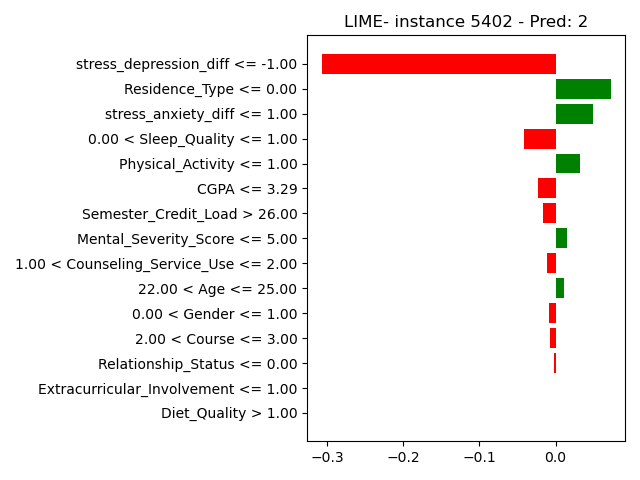 LIME- instance 5402 - Pred: 2
stress_depression_diff <= -1.00
Residence_Type <= 0.00
stress_anxiety_diff <= 1.00
0.00 < Sleep_Quality <= 1.00
Physical_Activity <= 1.00
CGPA <= 3.29
Semester_Credit_Load > 26.00
Mental_Severity_Score <= 5.00
1.00 < Counseling_Service_Use <= 2.00
22.00 < Age <= 25.00
0.00 < Gender <= 1.00
2.00 < Course <= 3.00
Relationship_Status <= 0.00
Extracurricular_Involvement <= 1.00
Diet_Quality > 1.00
−0.3 −0.2 −0.1 0.0